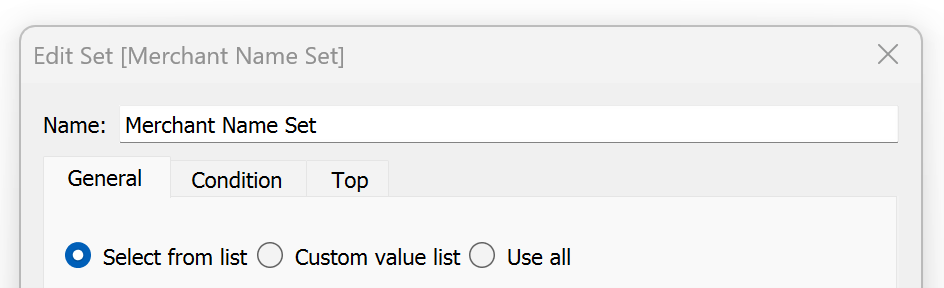 Edit Set [Merchant Name Set]
Name: Merchant Name Set
General Condition Top
Select from list Custom value list Use all